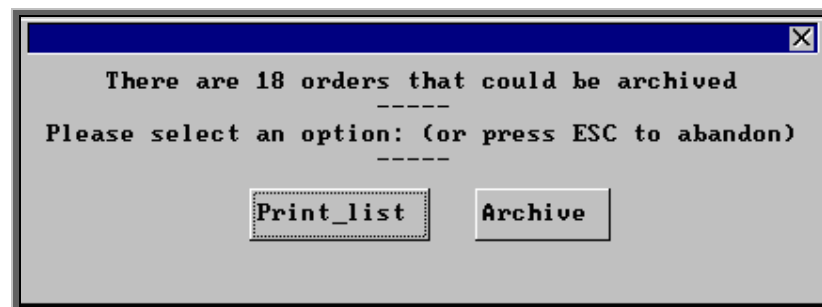 There are 18 orders that could be archived
-----
Please select an option: (or press ESC to abandon)
-----
Print_list Archive